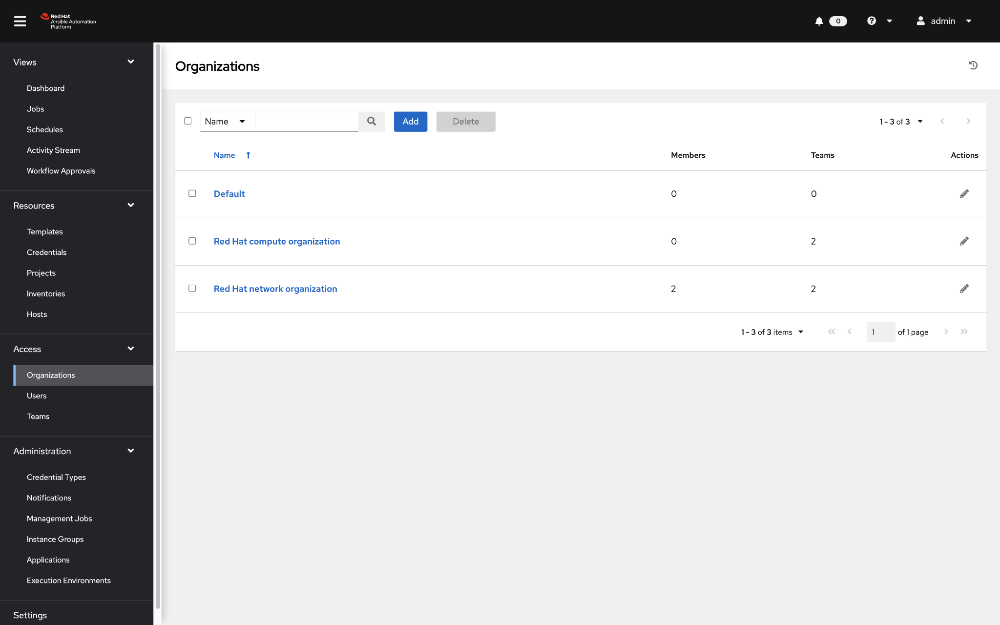 Red Hat
Ansible Automation
Platform
0
admin
Views
Dashboard
Jobs
Schedules
Activity Stream
Workflow Approvals
Resources
Templates
Credentials
Projects
Inventories
Hosts
Access
Organizations
Users
Teams
Administration
Credential Types
Notifications
Management Jobs
Instance Groups
Applications
Execution Environments
Settings
Organizations
Name Add Delete 1 - 3 of 3
Name Members Teams Actions
Default 0 0
Red Hat compute organization 0 2
Red Hat network organization 2 2
1 - 3 of 3 items 1 of 1 page